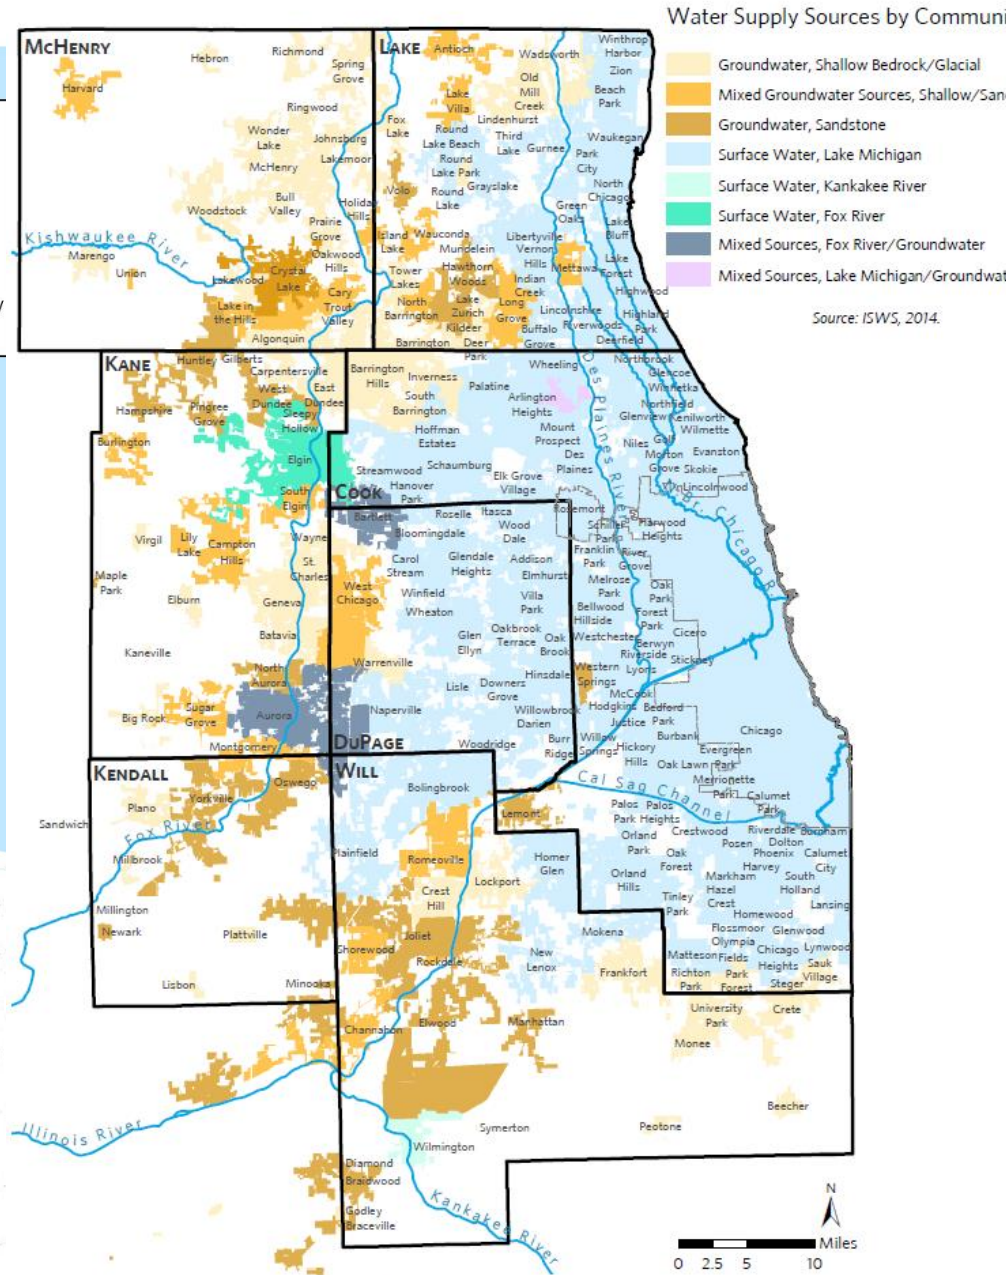 Water Supply Sources by Communi
Groundwater, Shallow Bedrock/Glacial
Mixed Groundwater Sources, Shallow/San
Groundwater, Sandstone
Surface Water, Lake Michigan
Surface Water, Kankakee River
Surface Water, Fox River
Mixed Sources, Fox River/Groundwater
Mixed Sources, Lake Michigan/Groundwat
Source: ISWS, 2014.
MCHENRY
Hebron
Richmond
Spring
Grove
Harvard
Ringwood
Wonder
Lake
Johnsburg
Lakemoor
McHenry
Bull
Valley
Holiday
Hills
Woodstock
Prairie
Grove
Oakwood
Hills
Kishwaukee River
Marengo
Union
Lakewood
Crystal
Lake
Cary
Trout
Valley
Lake in
the Hills
Algonquin
LAKE
Antioch
Wadsworth
Winthrop
Harbor
Zion
Old
Mill
Creek
Beach
Park
Lake
Villa
Lindenhurst
Fox
Lake
Round
Lake Beach
Third
Lake
Gurnee
Waukegan
Park
City
Round
Lake Park
Grayslake
North
Chicago
Volo
Round
Lake
Green
Oaks
Lake
Bluff
Island
Lake
Wauconda
Mundelein
Libertyville
Vernon
Hills
Mettawa
Lake
Forest
Tower
Lakes
Hawthorn
Woods
Indian
Creek
Highwood
North
Barrington
Lake
Zurich
Long
Grove
Lincolnshire
Highland
Park
Kildeer
Buffalo
Grove
Riverwoods
Deerfield
Barrington
Deer
Park
KANE
Huntley
Gilberts
Carpentersville
West
Dundee
East
Dundee
Hampshire
Pingree
Grove
Sleepy
Hollow
Burlington
Elgin
South
Elgin
Virgil
Lily
Lake
Campton
Hills
Wayne
St.
Charles
Maple
Park
Elburn
Geneva
Batavia
Kaneville
North
Aurora
Big Rock
Sugar
Grove
Aurora
Montgomery
COOK
Barrington
Hills
Inverness
South
Barrington
Palatine
Wheeling
Arlington
Heights
Northbrook
Glencoe
Winnetka
Northfield
Glenview
Kenilworth
Wilmette
Hoffman
Estates
Mount
Prospect
Des
Plaines
Niles
Golf
Morton
Grove
Evanston
Skokie
Lincolnwood
Streamwood
Hanover
Park
Schaumburg
Elk Grove
Village
Des Plaines River
N. Br. Chicago R.
Rosemont
Schiller
Park
Harwood
Heights
Franklin
Park
River
Grove
Melrose
Park
Oak
Park
Bellwood
Hillside
Forest
Park
Cicero
Westchester
Berwyn
Riverside
Stickney
Western
Springs
Lyons
McCook
Hodgkins
Bedford
Park
Justice
Burbank
Chicago
Willow
Springs
Hickory
Hills
Evergreen
Park
Oak Lawn
Merrionette
Park
Calumet
Park
Cal Sag Channel
DUPAGE
Bartlett
Roselle
Itasca
Wood
Dale
Bloomingdale
Carol
Stream
Glendale
Heights
Addison
Elmhurst
West
Chicago
Winfield
Wheaton
Villa
Park
Glen
Ellyn
Oakbrook
Terrace
Oak
Brook
Warrenville
Hinsdale
Lisle
Downers
Grove
Naperville
Willowbrook
Darien
Burr
Ridge
Woodridge
KENDALL
Oswego
Yorkville
Plano
Sandwich
Fox River
Millbrook
Millington
Newark
Plattville
Lisbon
Minooka
WILL
Bolingbrook
Lemont
Plainfield
Romeoville
Homer
Glen
Crest
Hill
Lockport
Joliet
Shorewood
Rockdale
New
Lenox
Mokena
Frankfort
Palos
Park
Palos
Heights
Crestwood
Riverdale
Burnham
Posen
Dolton
Orland
Park
Oak
Forest
Phoenix
Calumet
City
Harvey
Orland
Hills
Markham
Hazel
Crest
South
Holland
Tinley
Park
Lansing
Homewood
Flossmoor
Glenwood
Olympia
Fields
Chicago
Heights
Lynwood
Matteson
Richton
Park
Park
Forest
Sauk
Village
Steger
University
Park
Crete
Monee
Channahon
Elwood
Manhattan
Illinois River
Beecher
Peotone
Symerton
Wilmington
Diamond
Braidwood
Godley
Braceville
Kankakee River
N
Miles
0 2.5 5 10